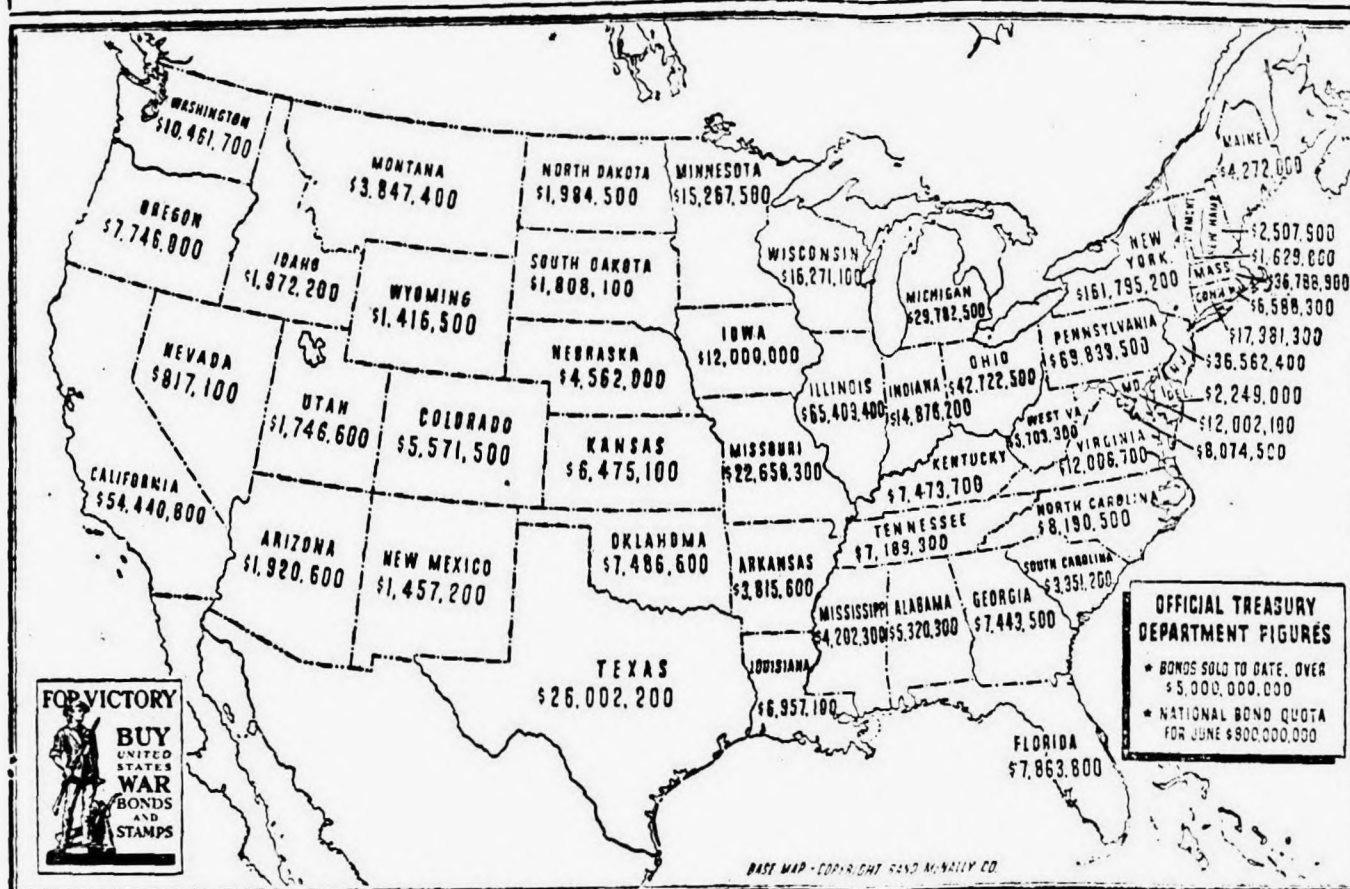 WASHINGTON
$10,461,700
OREGON
$7,746,800
CALIFORNIA
$54,440,800
IDAHO
$1,972,200
NEVADA
$817,100
MONTANA
$3,847,400
WYOMING
$1,416,500
UTAH
$1,746,600
ARIZONA
$1,920,600
COLORADO
$5,571,500
NEW MEXICO
$1,457,200
NORTH DAKOTA
$1,984,500
SOUTH DAKOTA
$1,808,100
NEBRASKA
$4,562,000
KANSAS
$6,475,100
OKLAHOMA
$7,486,600
TEXAS
$26,002,200
MINNESOTA
$15,267,500
IOWA
$12,000,000
MISSOURI
$22,658,300
ARKANSAS
$3,815,600
LOUISIANA
$6,957,100
WISCONSIN
$16,271,100
ILLINOIS
$65,403,400
MICHIGAN
$29,782,500
INDIANA
$14,876,200
OHIO
$42,722,500
KENTUCKY
$7,473,700
TENNESSEE
$7,189,300
MISSISSIPPI
$4,202,300
ALABAMA
$5,320,300
GEORGIA
$7,443,500
FLORIDA
$7,863,800
SOUTH CAROLINA
$3,351,200
NORTH CAROLINA
$8,190,500
VIRGINIA
$12,006,700
WEST VA
$5,703,300
PENNSYLVANIA
$69,839,500
NEW
YORK
$161,795,200
MAINE
$4,272,000
NEW HAMP
MASS
CONN
N J
DEL
MD
$2,507,900
$1,629,800
$36,788,900
$6,588,300
$17,381,300
$36,562,400
$2,249,000
$12,002,100
$8,074,500
OFFICIAL TREASURY
DEPARTMENT FIGURES
★ BONDS SOLD TO DATE, OVER
$5,000,000,000
★ NATIONAL BOND QUOTA
FOR JUNE $800,000,000
FOR VICTORY
BUY
UNITED
STATES
WAR
BONDS
AND
STAMPS
BASE MAP - COPYRIGHT RAND McNALLY CO.